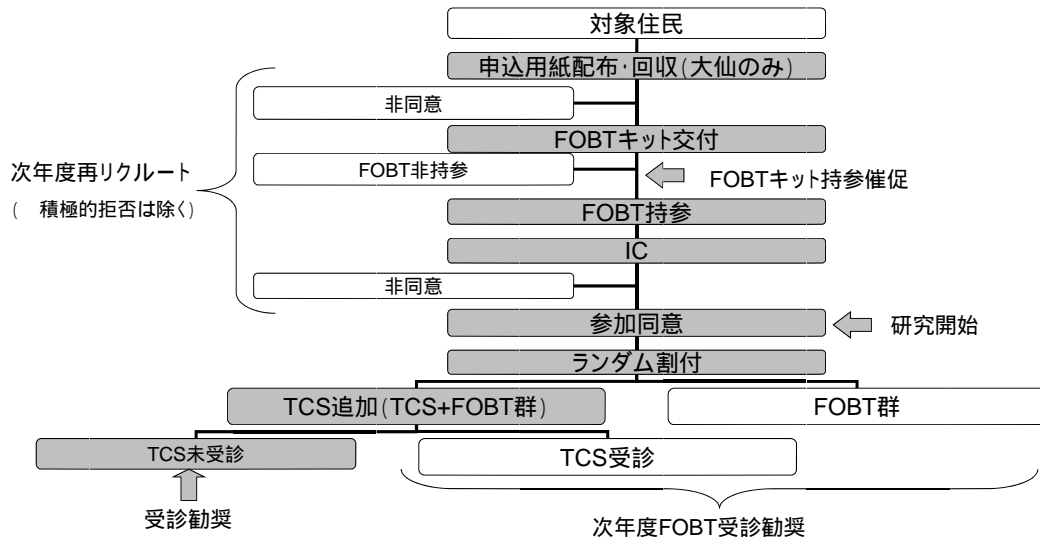 対象住民
申込用紙配布・回収(大仙のみ)
非同意
FOBTキット交付
次年度再リクルート
( 積極的拒否は除く)
FOBT非持参
FOBTキット持参催促
FOBT持参
IC
非同意
参加同意
研究開始
ランダム割付
TCS追加(TCS+FOBT群)
FOBT群
TCS未受診
TCS受診
受診勧奨
次年度FOBT受診勧奨